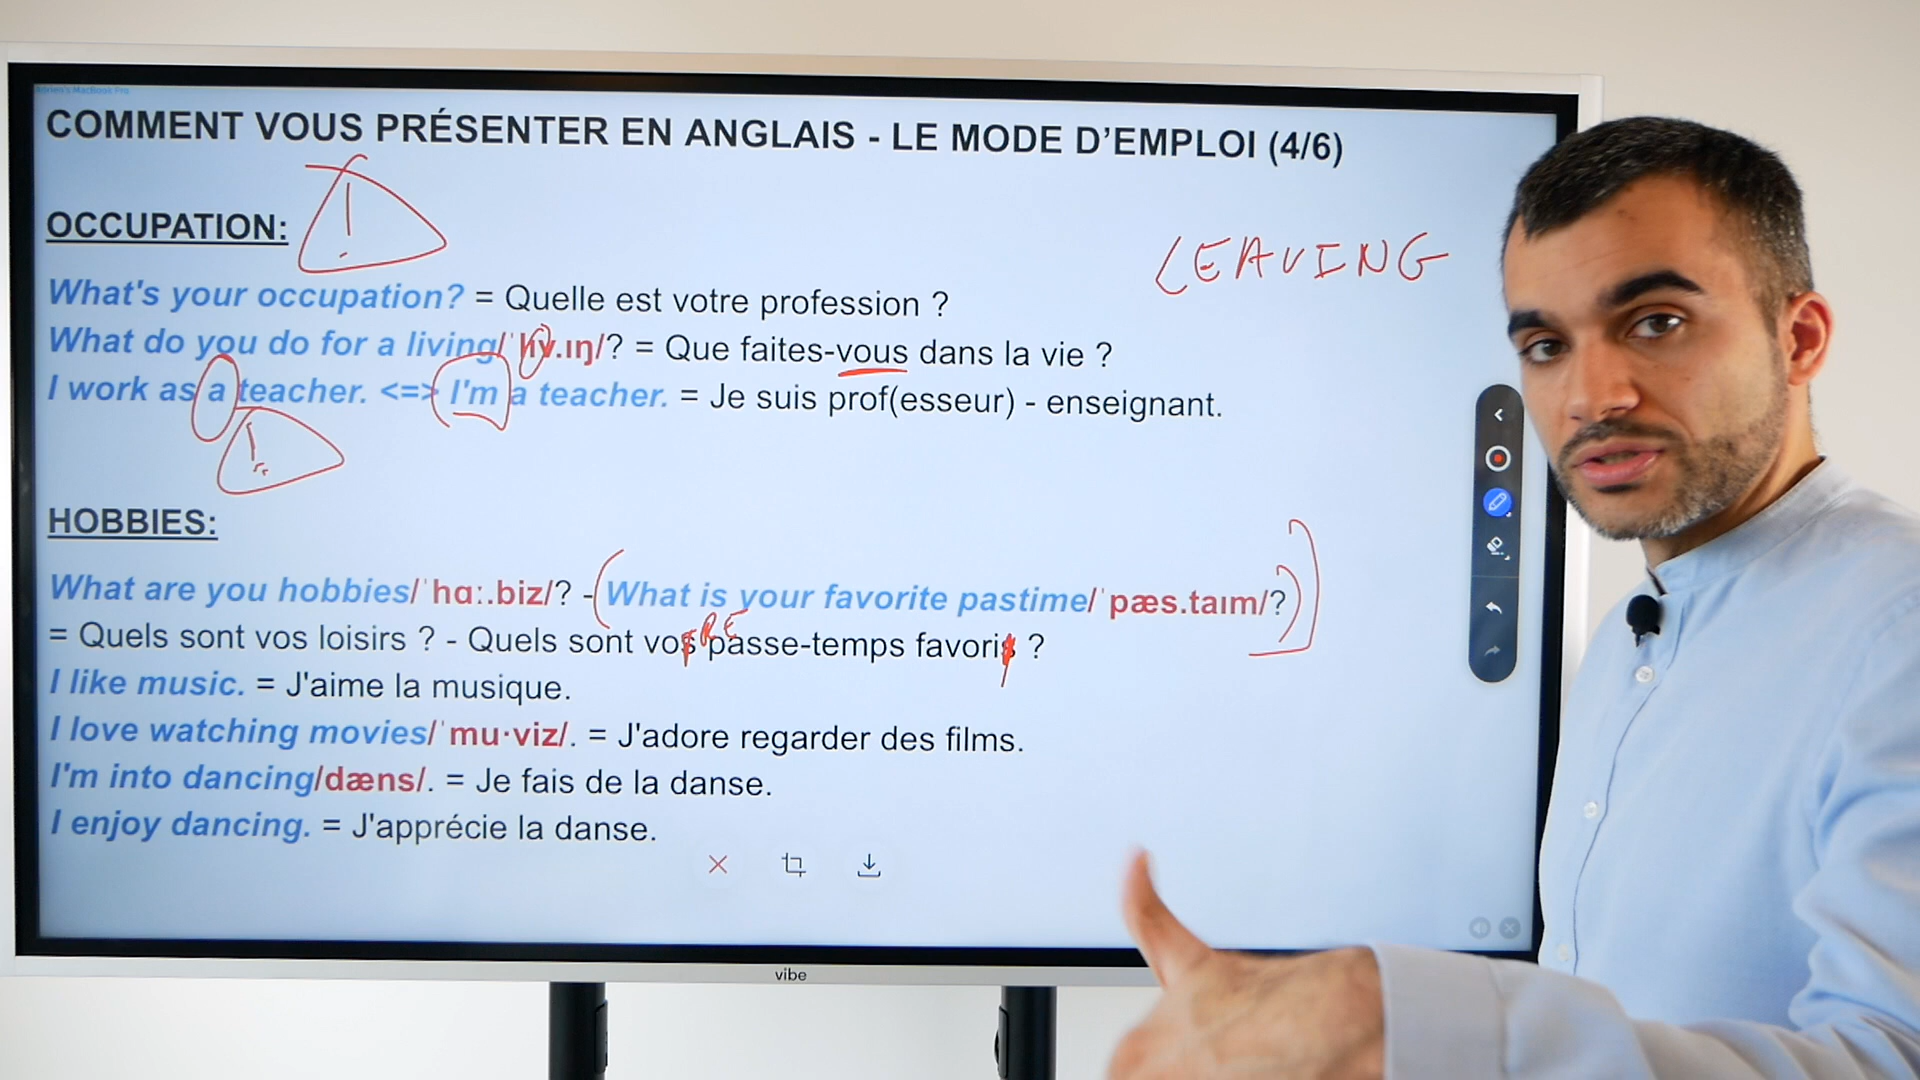 Adrien's MacBook Pro
COMMENT VOUS PRÉSENTER EN ANGLAIS - LE MODE D'EMPLOI (4/6)
OCCUPATION:
LEAVING
What's your occupation? = Quelle est votre profession ?
What do you do for a living/ˈlɪv.ɪŋ/? = Que faites-vous dans la vie ?
I work as a teacher. <=> I'm a teacher. = Je suis prof(esseur) - enseignant.
HOBBIES:
What are you hobbies/ˈhɑː.biz/? - What is your favorite pastime/ˈpæs.taɪm/?
TRE
= Quels sont vos loisirs ? - Quels sont vos passe-temps favoris ?
I like music. = J'aime la musique.
I love watching movies/ˈmu·viz/. = J'adore regarder des films.
I'm into dancing/dæns/. = Je fais de la danse.
I enjoy dancing. = J'apprécie la danse.
vibe